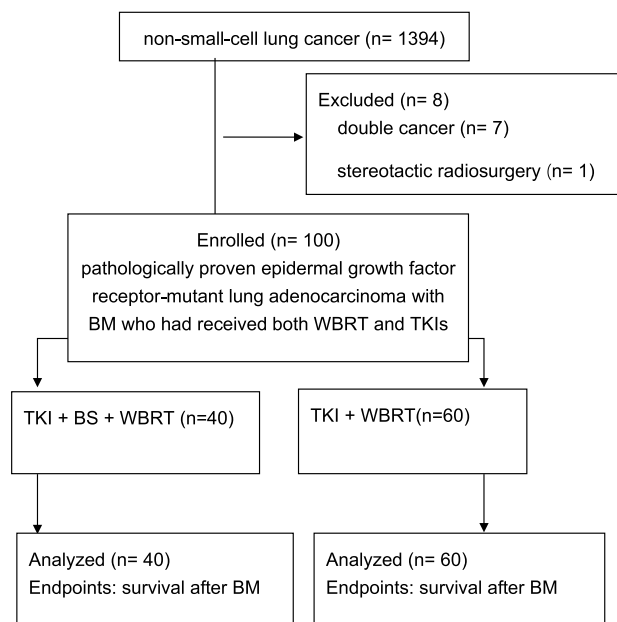 non-small-cell lung cancer (n= 1394)
Excluded (n= 8)
double cancer (n= 7)
stereotactic radiosurgery (n= 1)
Enrolled (n= 100)
pathologically proven epidermal growth factor
receptor-mutant lung adenocarcinoma with
BM who had received both WBRT and TKIs
TKI + BS + WBRT (n=40)
TKI + WBRT(n=60)
Analyzed (n= 40)
Endpoints: survival after BM
Analyzed (n= 60)
Endpoints: survival after BM